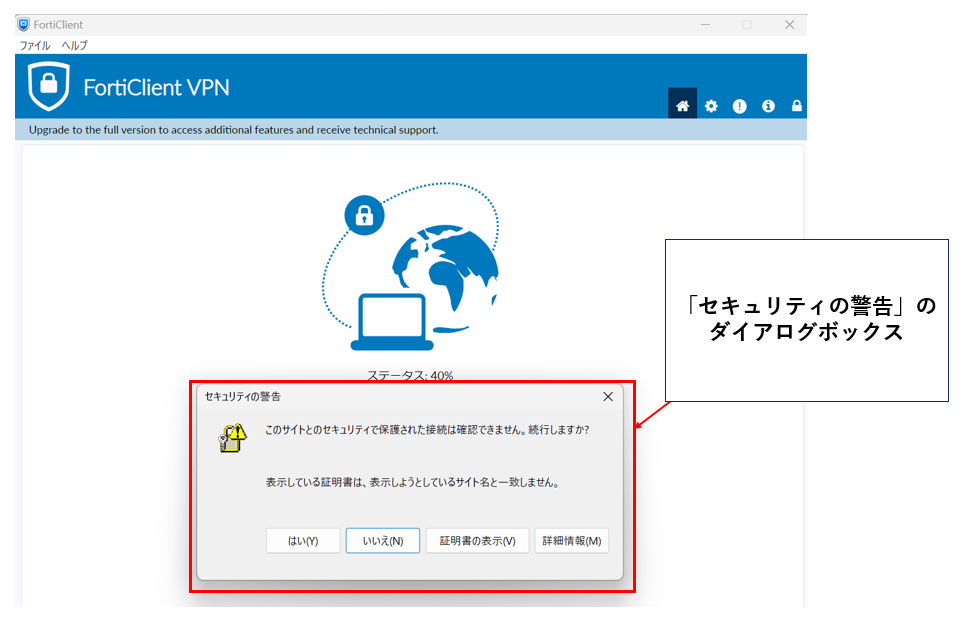 FortiClient
ファイル ヘルプ
FortiClient VPN
Upgrade to the full version to access additional features and receive technical support.
ステータス: 40%
「セキュリティの警告」の
ダイアログボックス
セキュリティの警告
このサイトとのセキュリティで保護された接続は確認できません。続行しますか?
表示している証明書は、表示しようとしているサイト名と一致しません。
はい(Y) いいえ(N) 証明書の表示(V) 詳細情報(M)